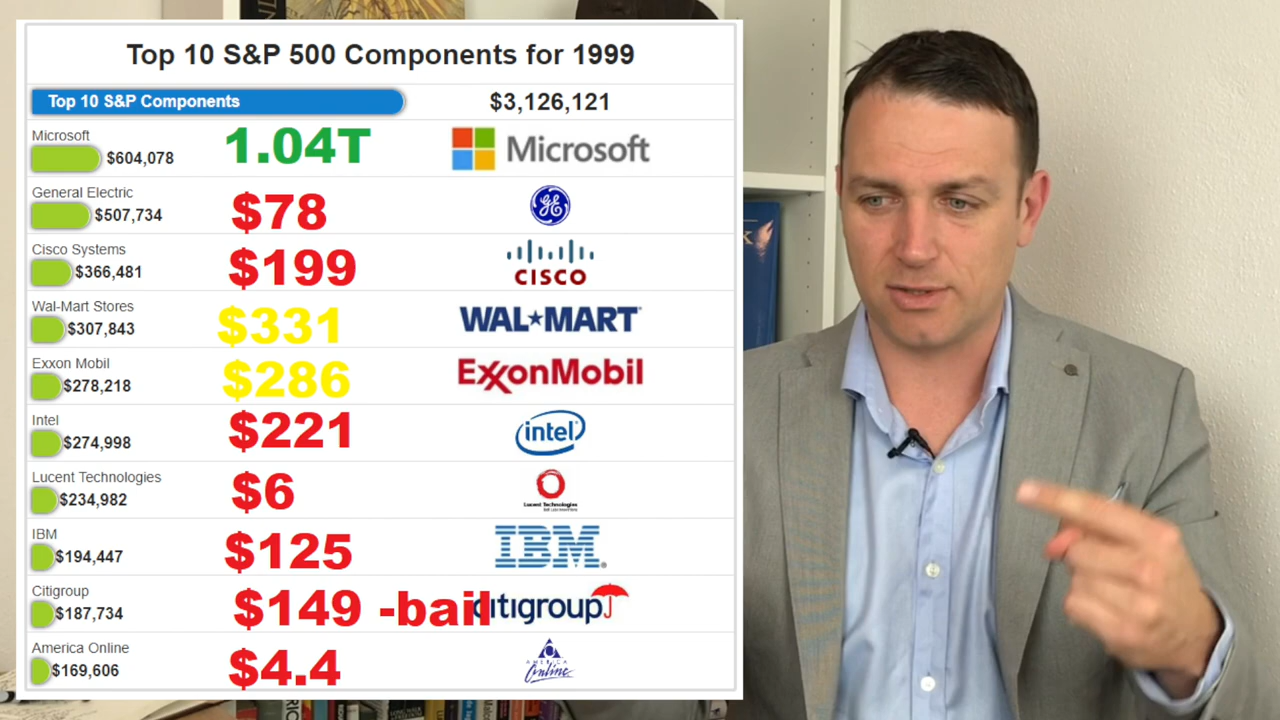 Top 10 S&P 500 Components for 1999
Top 10 S&P Components $3,126,121
Microsoft
$604,078 1.04T Microsoft
General Electric
$507,734 $78 GE
Cisco Systems
$366,481 $199 CISCO
Wal-Mart Stores
$307,843 $331 WAL★MART
Exxon Mobil
$278,218 $286 ExxonMobil
Intel
$274,998 $221 intel
Lucent Technologies
$234,982 $6 Lucent Technologies
IBM
$194,447 $125 IBM
Citigroup
$187,734 $149 -bail citigroup
America Online
$169,606 $4.4 AMERICA Online